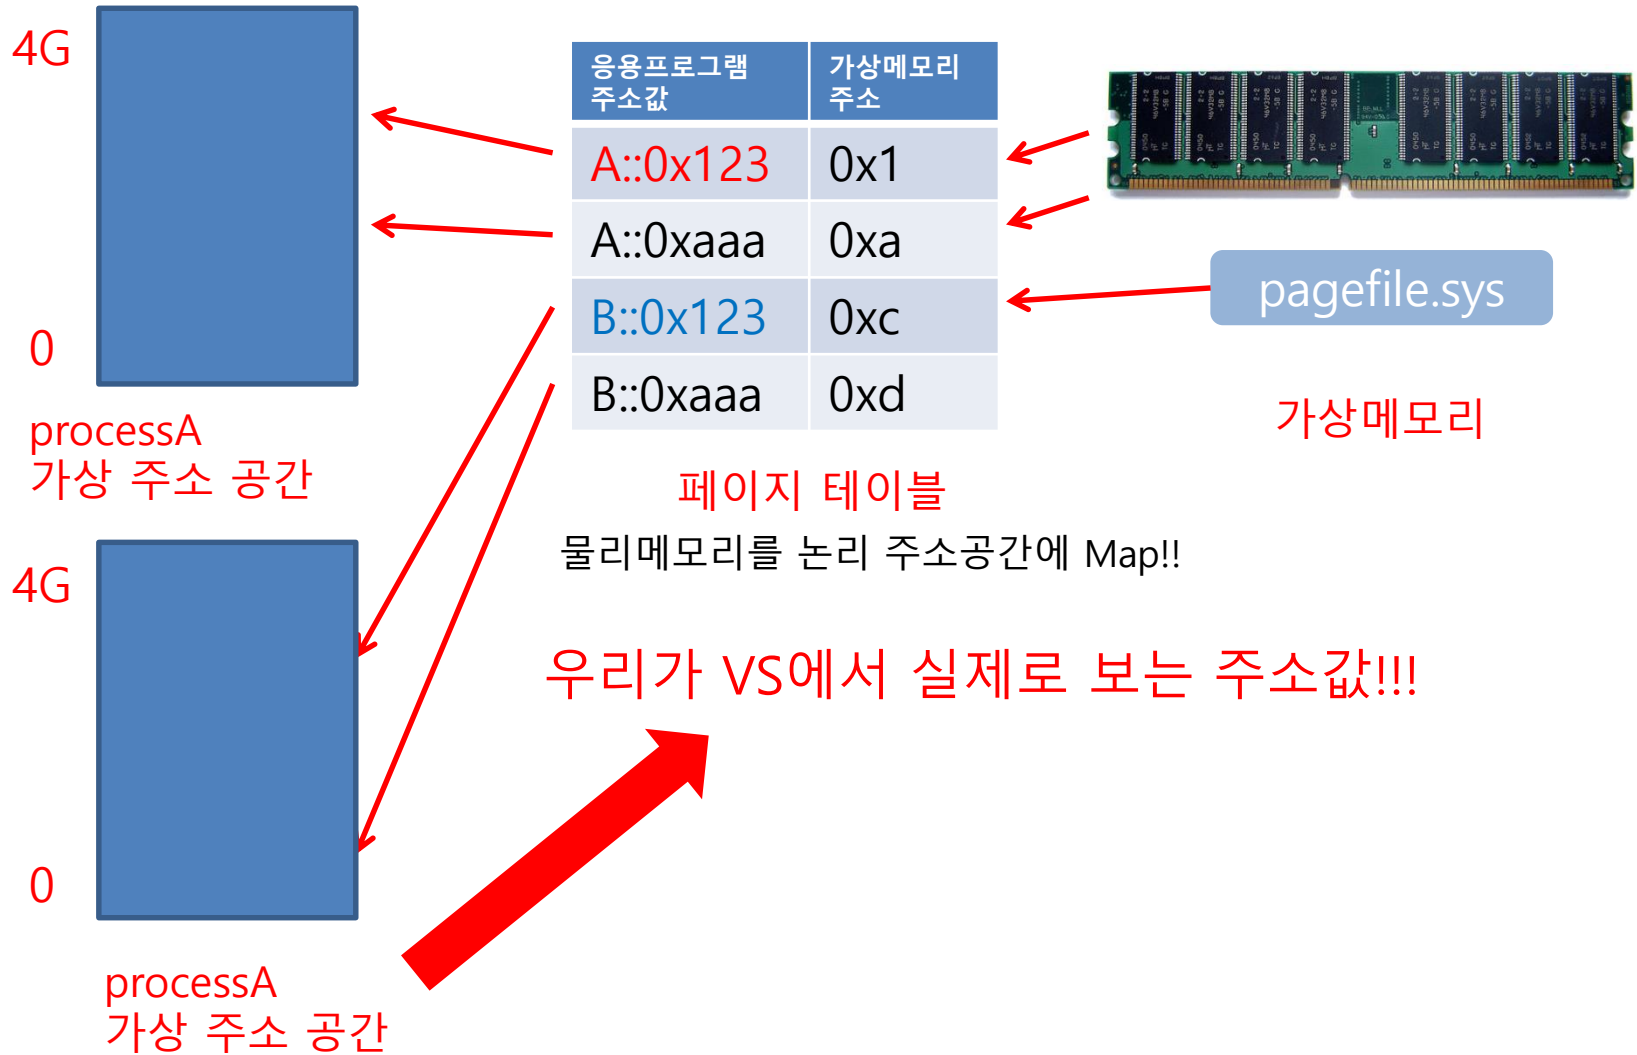 4G
0
processA
가상 주소 공간
4G
0
processA
가상 주소 공간
응용프로그램 가상메모리
주소값 주소
A::0x123 0x1
A::0xaaa 0xa
B::0x123 0xc
B::0xaaa 0xd
페이지 테이블
물리메모리를 논리 주소공간에 Map!!
우리가 VS에서 실제로 보는 주소값!!!
pagefile.sys
가상메모리